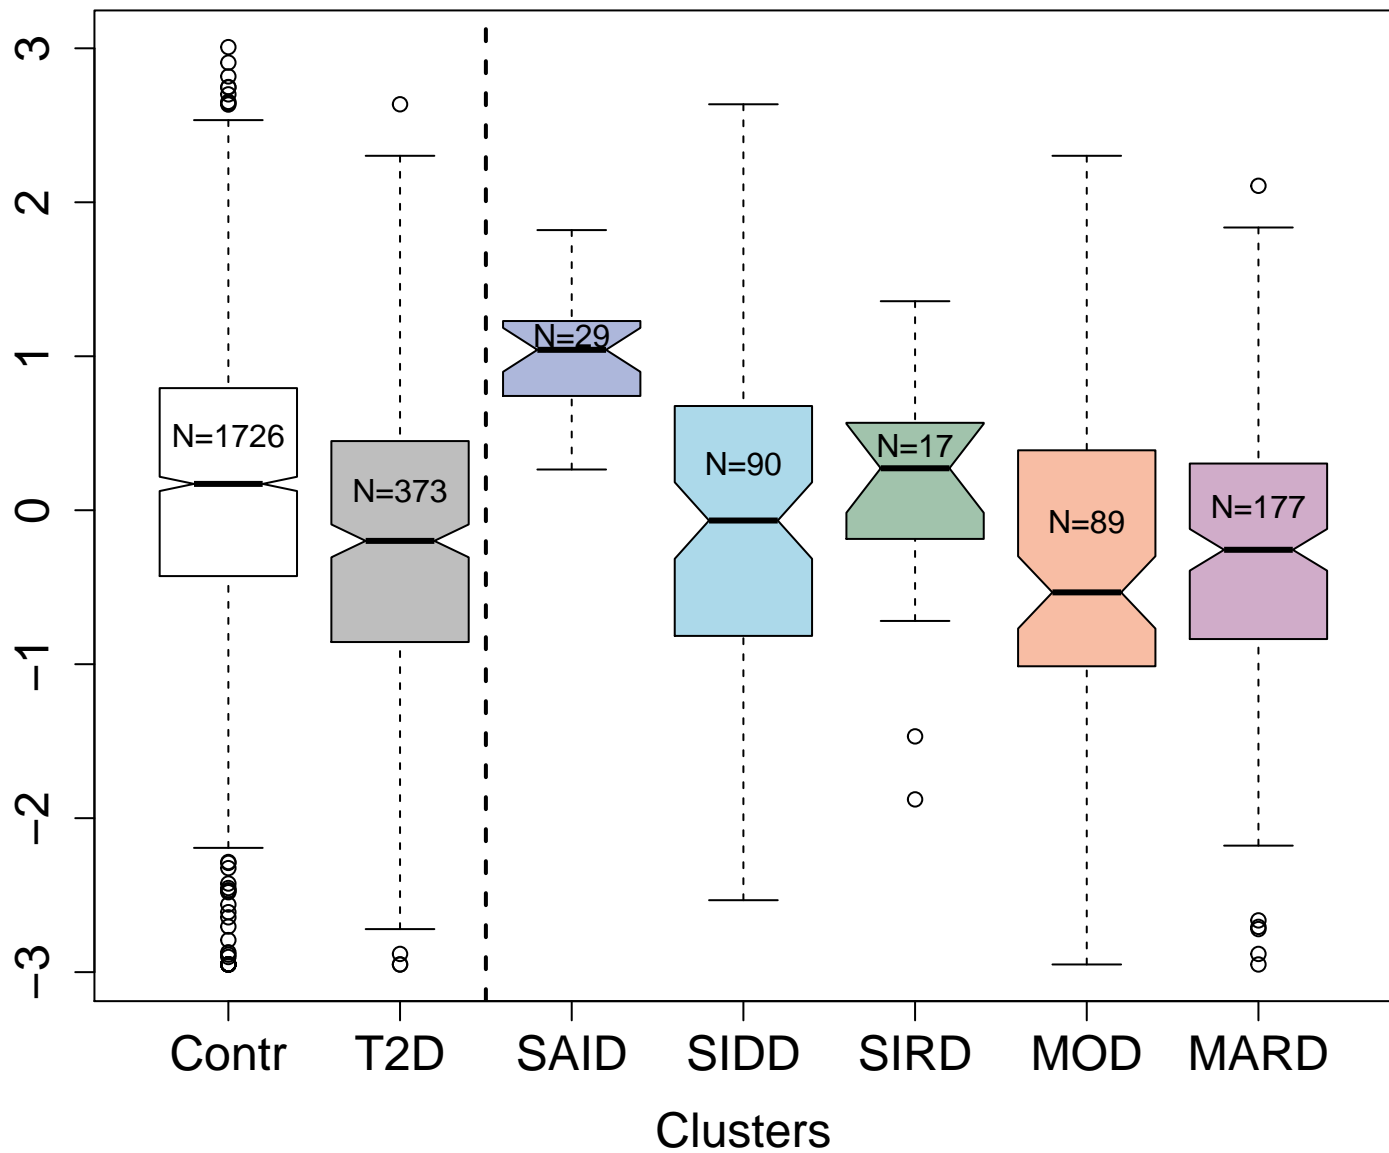 3
2
1
0
−1
−2
−3
N=1726
N=373
N=29
N=90
N=17
N=89
N=177
Contr T2D SAID SIDD SIRD MOD MARD
Clusters